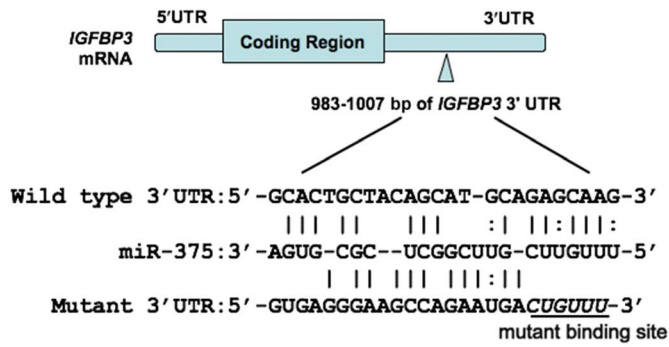 5'UTR 3'UTR
IGFBP3 mRNA
Coding Region
983-1007 bp of IGFBP3 3' UTR
Wild type 3'UTR:5'-GCACTGCTACAGCAT-GCAGAGCAAG-3'
||| || ||| :| ||:|||:
miR-375:3'-AGUG-CGC--UCGGCUUG-CUUGUUU-5'
| || ||| |||:||
Mutant 3'UTR:5'-GUGAGGGAAGCCAGAAUGACUGUUU-3'
mutant binding site